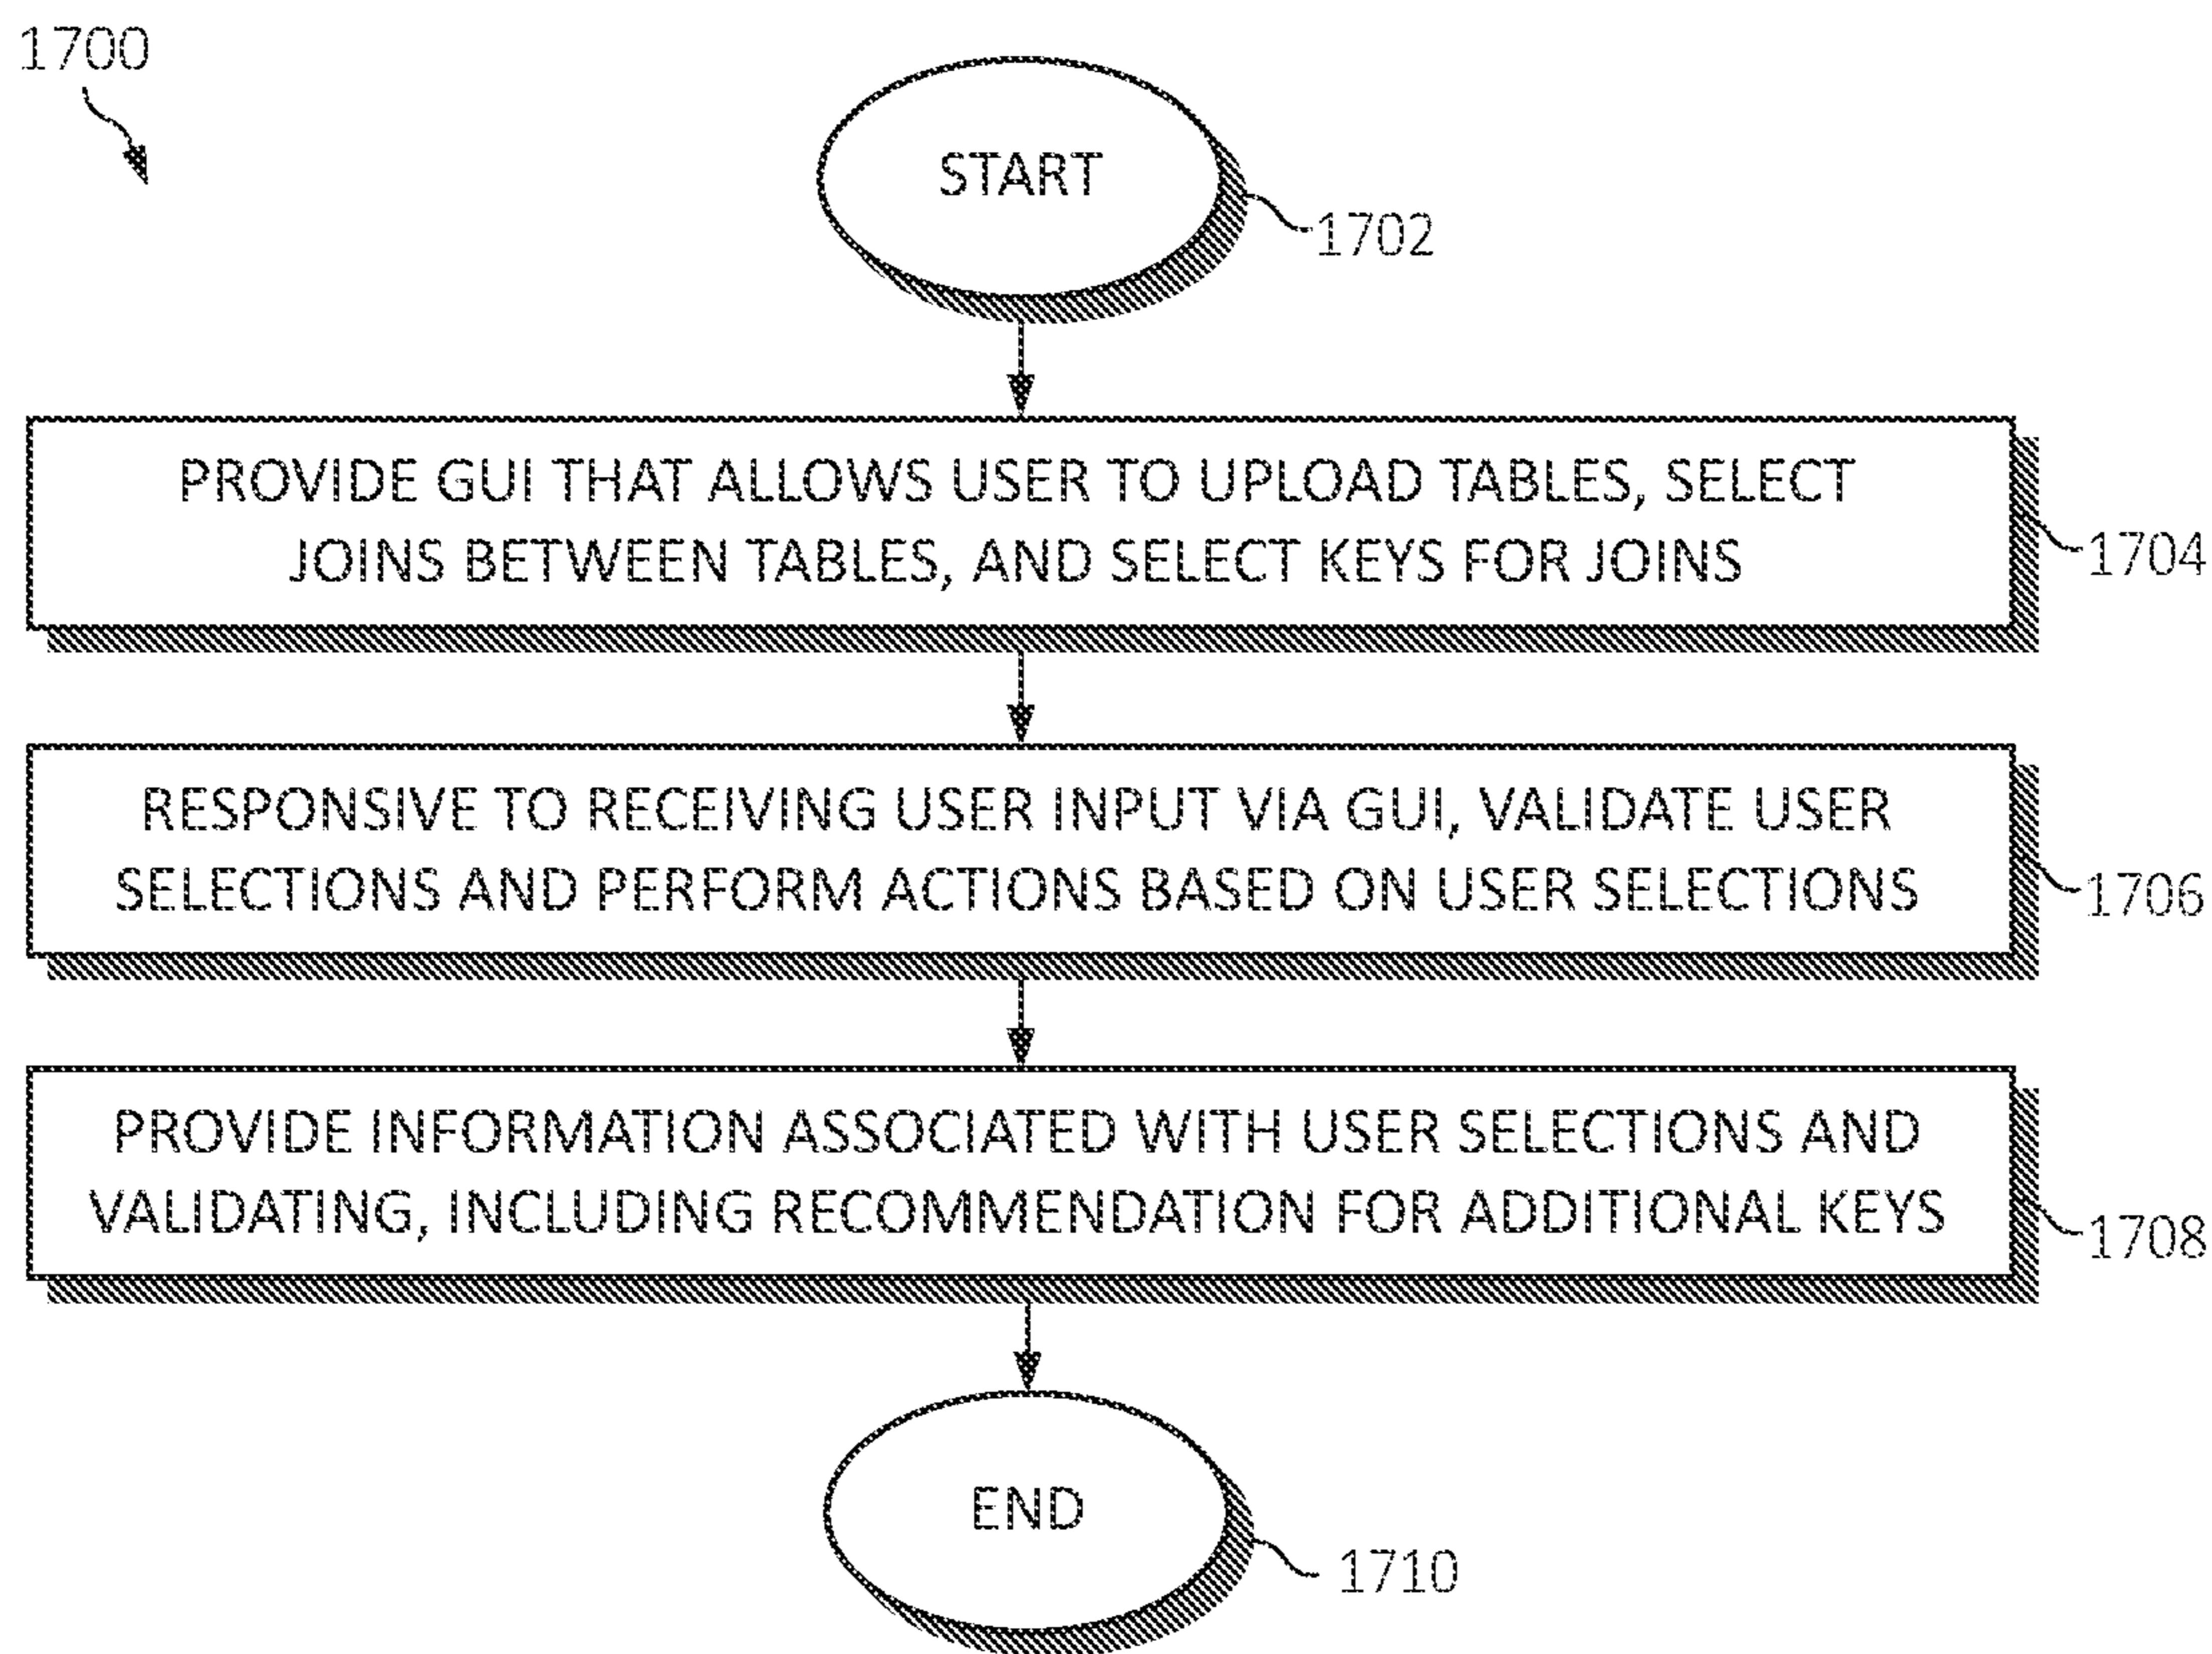 1700
START
1702
PROVIDE GUI THAT ALLOWS USER TO UPLOAD TABLES, SELECT
JOINS BETWEEN TABLES, AND SELECT KEYS FOR JOINS
1704
RESPONSIVE TO RECEIVING USER INPUT VIA GUI, VALIDATE USER
SELECTIONS AND PERFORM ACTIONS BASED ON USER SELECTIONS
1706
PROVIDE INFORMATION ASSOCIATED WITH USER SELECTIONS AND
VALIDATING, INCLUDING RECOMMENDATION FOR ADDITIONAL KEYS
1708
END
1710